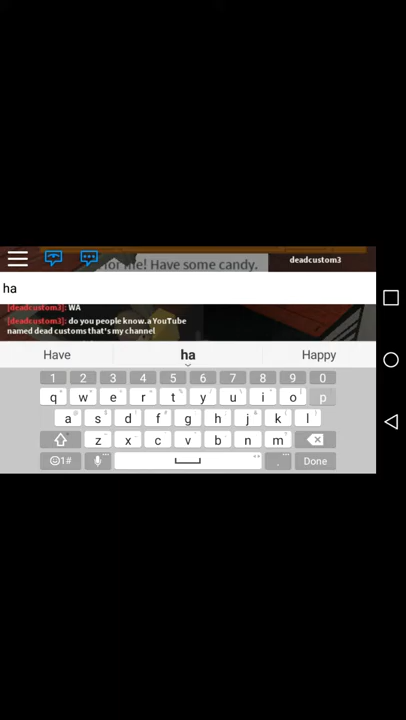 for me! Have some candy.
deadcustom3
ha
[deadcustom3]: WA
[deadcustom3]: do you people know.a YouTube
named dead customs that's my channel
Have ha Happy
1 2 3 4 5 6 7 8 9 0
q w e r t y u i o p
a s d f g h j k l
z x c v b n m
1# . Done